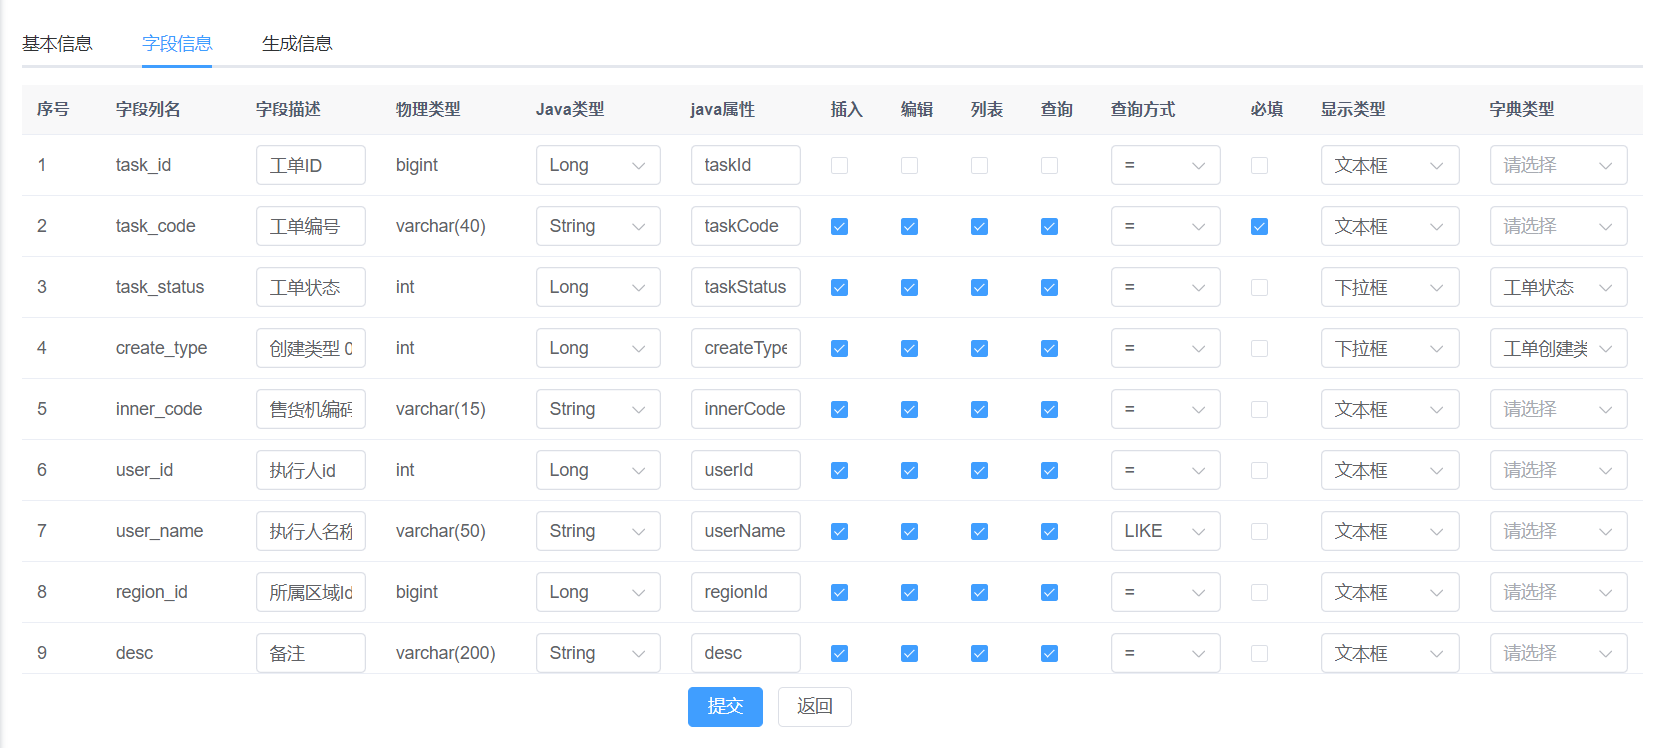 基本信息 字段信息 生成信息
序号 字段列名 字段描述 物理类型 Java类型 java属性 插入 编辑 列表 查询 查询方式 必填 显示类型 字典类型
1 task_id 工单ID bigint Long taskId = 文本框 请选择
2 task_code 工单编号 varchar(40) String taskCode = 文本框 请选择
3 task_status 工单状态 int Long taskStatus = 下拉框 工单状态
4 create_type 创建类型 0 int Long createType = 下拉框 工单创建类
5 inner_code 售货机编码 varchar(15) String innerCode = 文本框 请选择
6 user_id 执行人id int Long userId = 文本框 请选择
7 user_name 执行人名称 varchar(50) String userName LIKE 文本框 请选择
8 region_id 所属区域Id bigint Long regionId = 文本框 请选择
9 desc 备注 varchar(200) String desc = 文本框 请选择
提交 返回